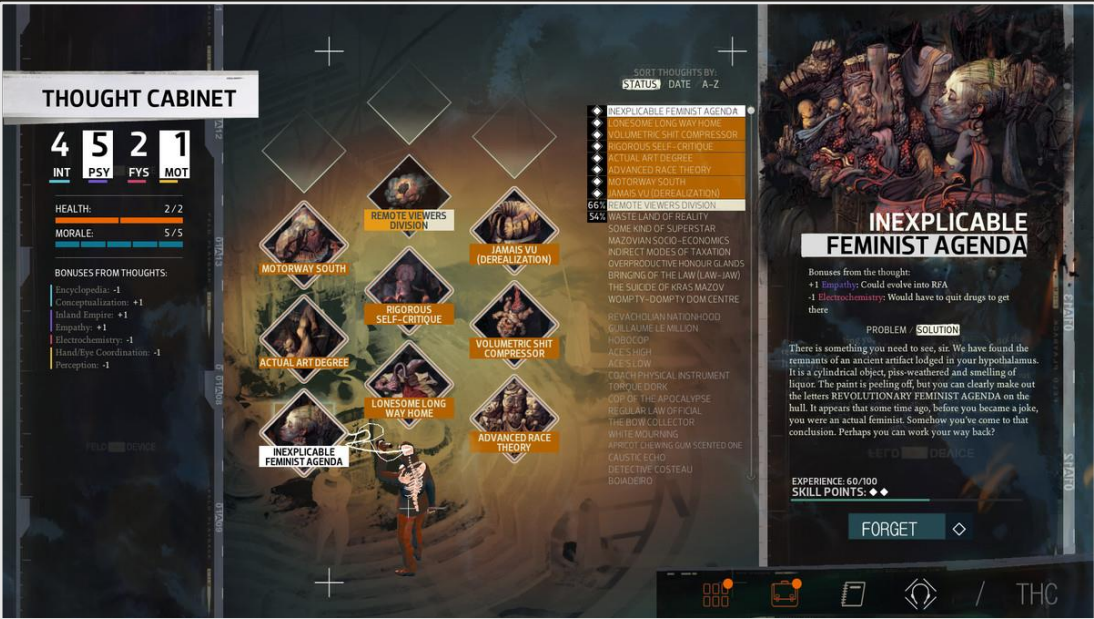 THOUGHT CABINET
4 5 2 1
INT PSY FYS MOT
HEALTH: 2/2
MORALE: 5/5
BONUSES FROM THOUGHTS:
Encyclopedia: -1
Conceptualization: +1
Inland Empire: +1
Empathy: +1
Electrochemistry: -1
Hand/Eye Coordination: -1
Perception: -1
REMOTE VIEWERS
DIVISION
MOTORWAY SOUTH
JAMAIS VU
(DEREALIZATION)
RIGOROUS
SELF-CRITIQUE
ACTUAL ART DEGREE
VOLUMETRIC SHIT
COMPRESSOR
LONESOME LONG
WAY HOME
INEXPLICABLE
FEMINIST AGENDA
ADVANCED RACE
THEORY
SORT THOUGHTS BY:
STATUS DATE / A-Z
INEXPLICABLE FEMINIST AGENDA
LONESOME LONG WAY HOME
VOLUMETRIC SHIT COMPRESSOR
RIGOROUS SELF-CRITIQUE
ACTUAL ART DEGREE
ADVANCED RACE THEORY
MOTORWAY SOUTH
JAMAIS VU (DEREALIZATION)
66% REMOTE VIEWERS DIVISION
54% WASTE LAND OF REALITY
SOME KIND OF SUPERSTAR
MAZOVIAN SOCIO-ECONOMICS
INDIRECT MODES OF TAXATION
OVERPRODUCTIVE HONOUR GLANDS
BRINGING OF THE LAW (LAW-JAW)
THE SUICIDE OF KRAS MAZOV
WOMPTY-DOMPTY DOM CENTRE
REVACHOLIAN NATIONHOOD
GUILLAUME LE MILLION
HOBOCOP
ACE'S HIGH
ACE'S LOW
COACH PHYSICAL INSTRUMENT
TORQUE DORK
COP OF THE APOCALYPSE
REGULAR LAW OFFICIAL
THE BOW COLLECTOR
WHITE MOURNING
APRICOT CHEWING GUM SCENTED ONE
CAUSTIC ECHO
DETECTIVE COSTEAU
BOIADEIRO
INEXPLICABLE
FEMINIST AGENDA
Bonuses from the thought:
+1 Empathy: Could evolve into RFA
-1 Electrochemistry: Would have to quit drugs to get
there
PROBLEM / SOLUTION
There is something you need to see, sir. We have found the
remnants of an ancient artifact lodged in your hypothalamus.
It is a cylindrical object, piss-weathered and smelling of
liquor. The paint is peeling off, but you can clearly make out
the letters REVOLUTIONARY FEMINIST AGENDA on the
hull. It appears that some time ago, before you became a joke,
you were an actual feminist. Somehow you've come to that
conclusion. Perhaps you can work your way back?
EXPERIENCE: 60/100
SKILL POINTS:
FORGET
/ THC